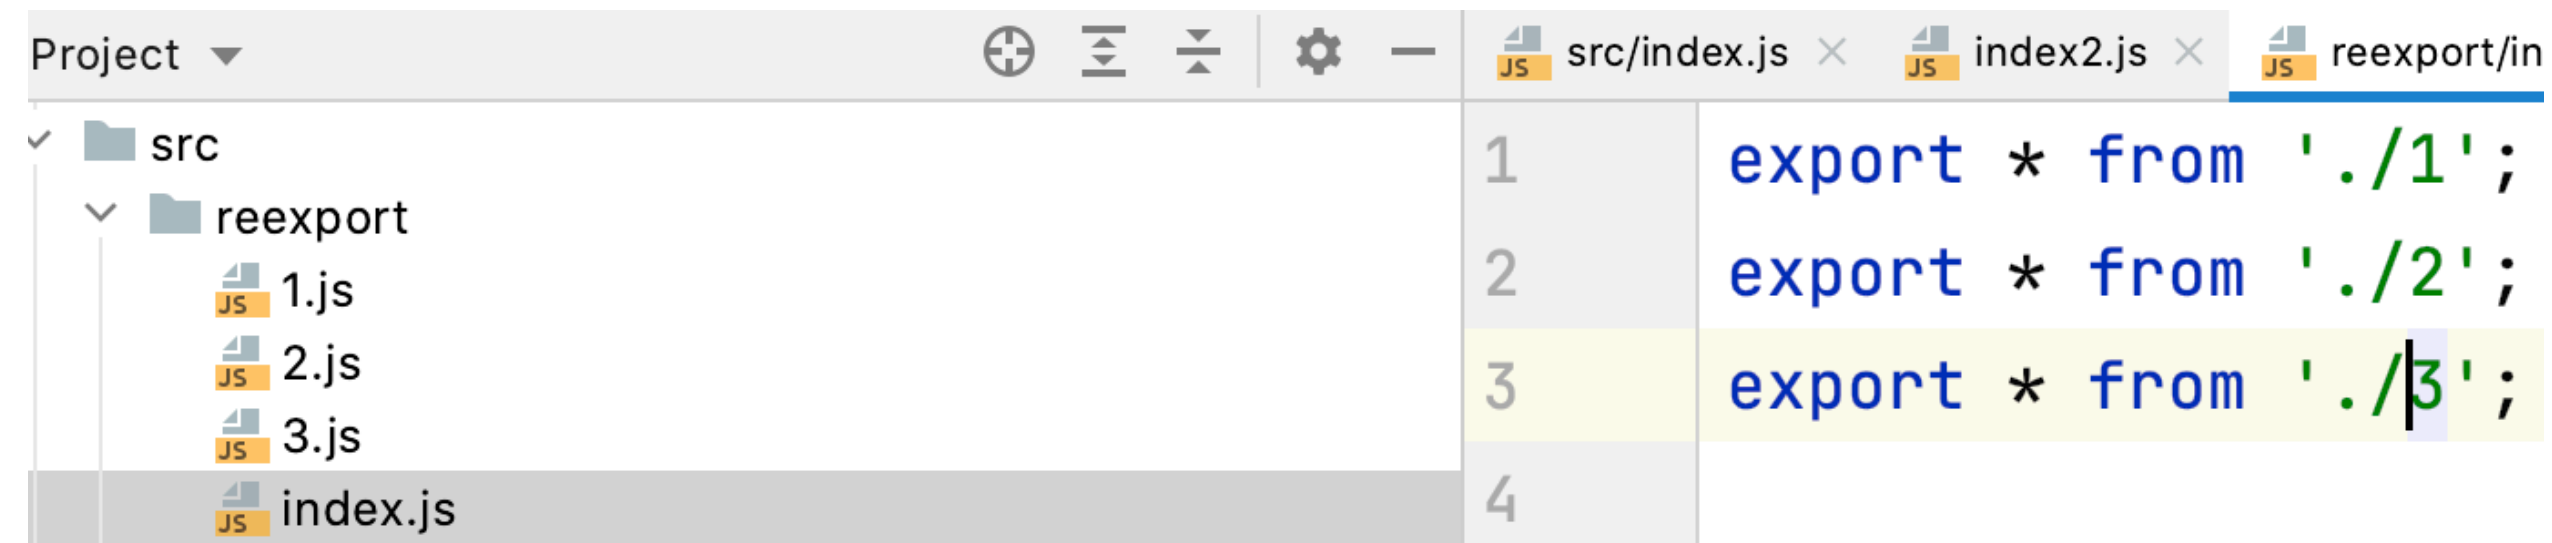 Project
src
reexport
JS 1.js
JS 2.js
JS 3.js
JS index.js
JS src/index.js JS index2.js JS reexport/in
1 export * from './1';
2 export * from './2';
3 export * from './3';
4